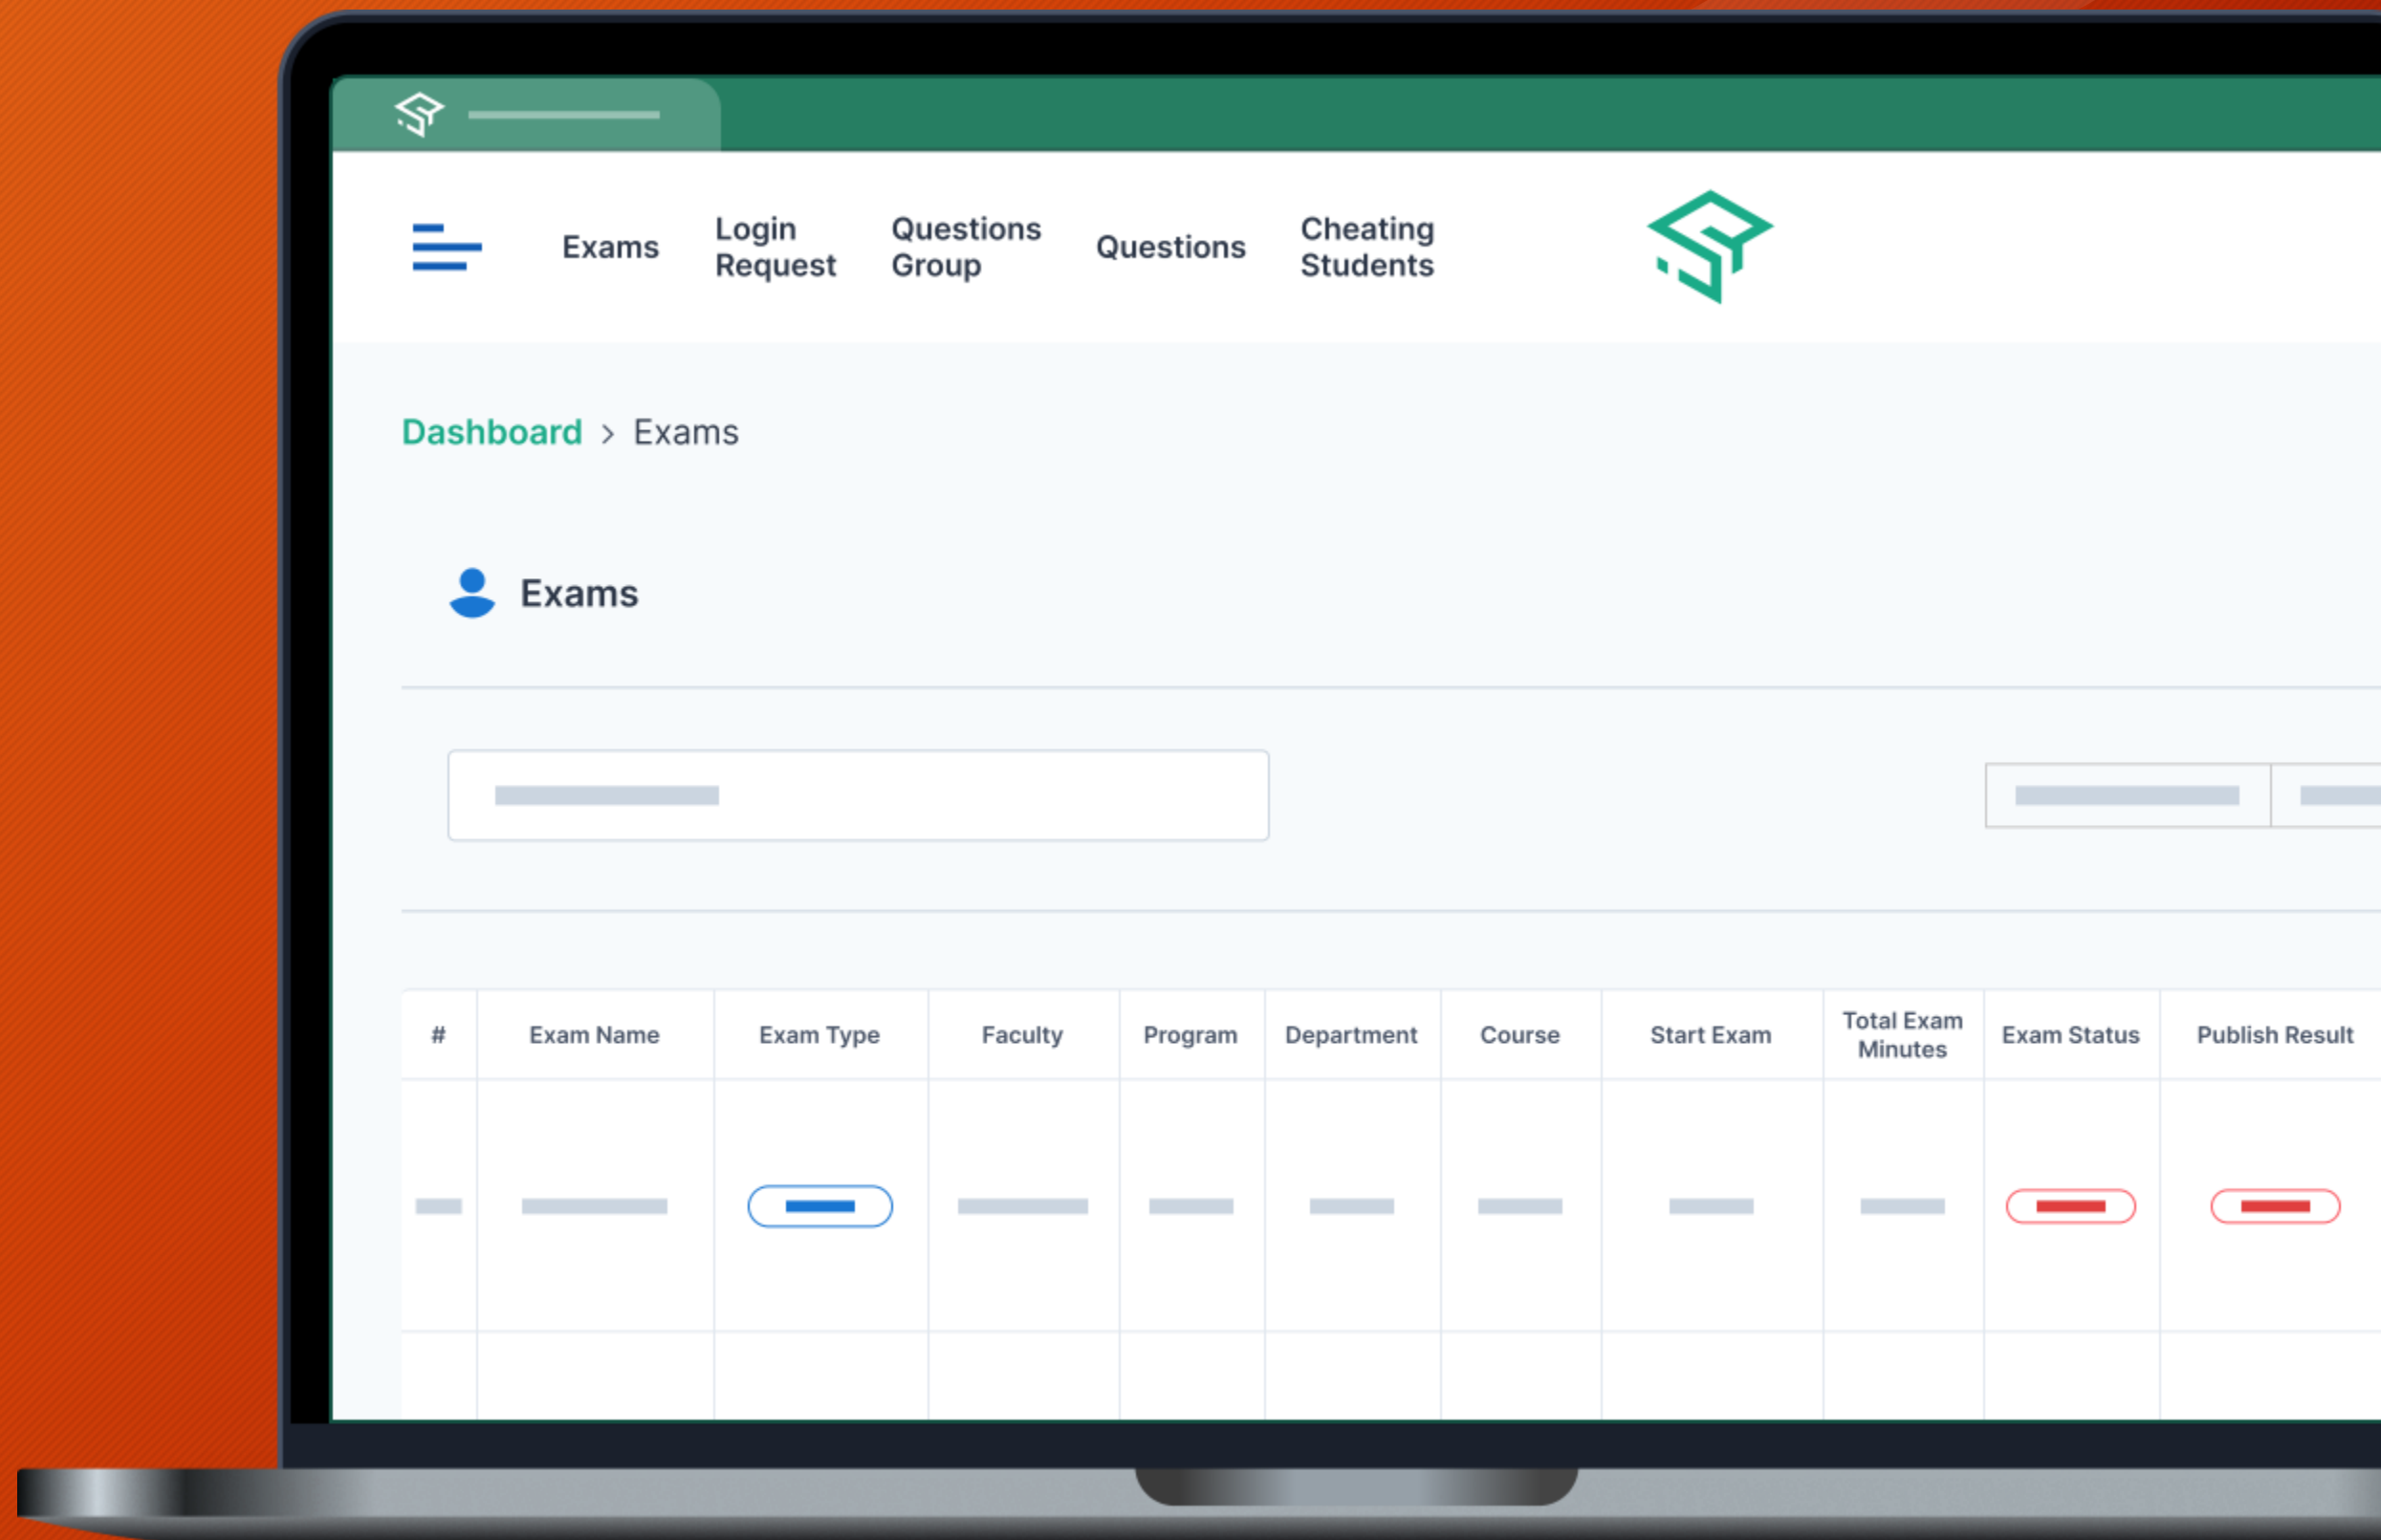 Exams
Login
Request
Questions
Group
Questions
Cheating
Students
Dashboard > Exams
Exams
# Exam Name Exam Type Faculty Program Department Course Start Exam Total Exam Minutes Exam Status Publish Result